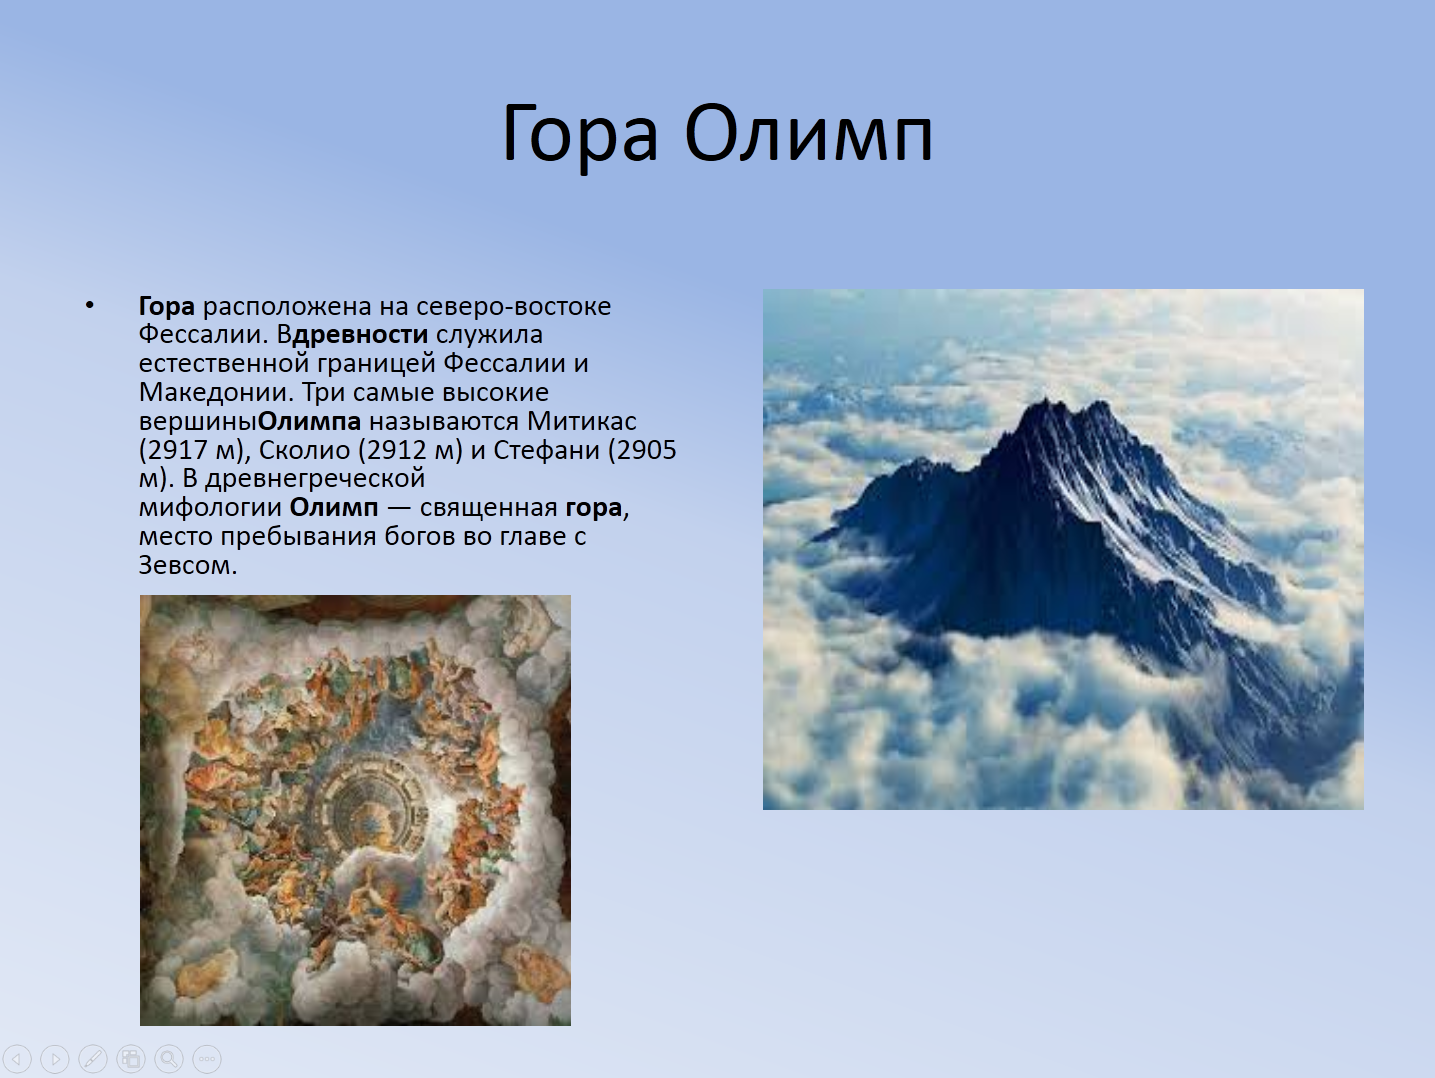 Гора Олимп
• Гора расположена на северо-востоке
Фессалии. Вдревности служила
естественной границей Фессалии и
Македонии. Три самые высокие
вершиныОлимпа называются Митикас
(2917 м), Сколио (2912 м) и Стефани (2905
м). В древнегреческой
мифологии Олимп — священная гора,
место пребывания богов во главе с
Зевсом.